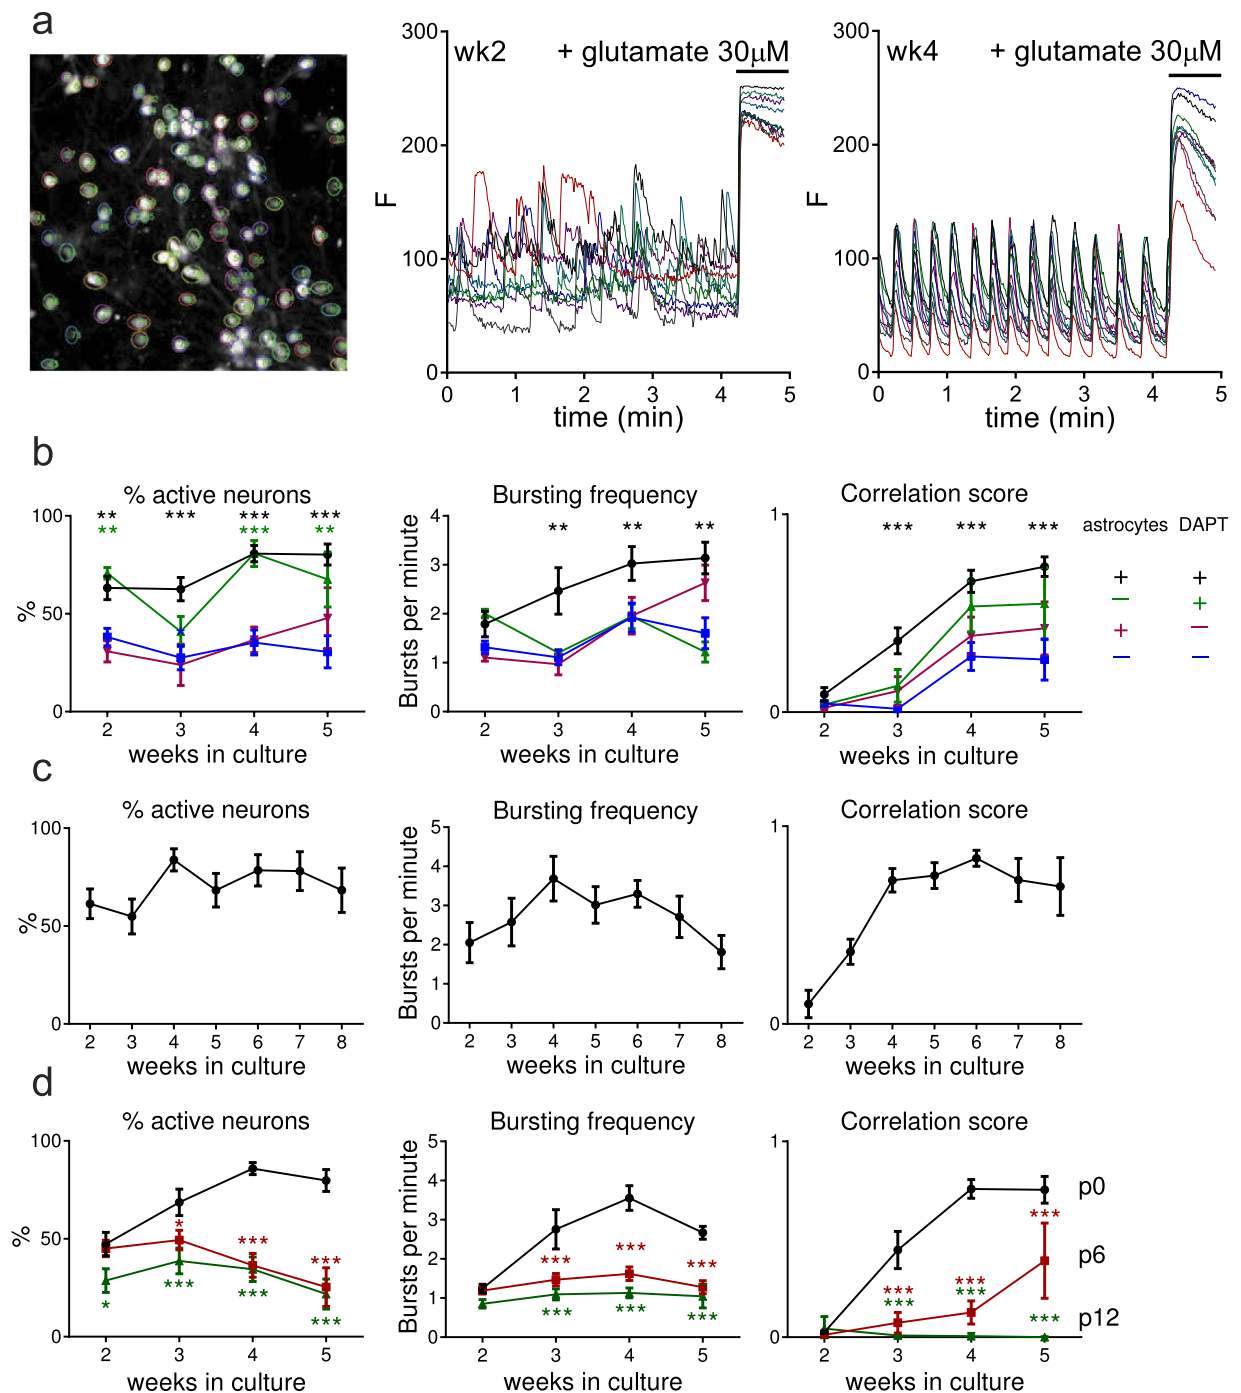 a
300
200
100
0
F
wk2 + glutamate 30µM
0 1 2 3 4 5
time (min)
300
200
100
0
F
wk4 + glutamate 30µM
0 1 2 3 4 5
time (min)
b
% active neurons
100
50
0
%
** *** *** ***
** *** **
2 3 4 5
weeks in culture
Bursting frequency
4
3
2
1
0
Bursts per minute
** ** **
2 3 4 5
weeks in culture
Correlation score
1
0
*** *** ***
2 3 4 5
weeks in culture
astrocytes DAPT
+ +
− +
+ −
− −
c
% active neurons
100
50
0
%
2 3 4 5 6 7 8
weeks in culture
Bursting frequency
5
4
3
2
1
0
Bursts per minute
2 3 4 5 6 7 8
weeks in culture
Correlation score
1
0
2 3 4 5 6 7 8
weeks in culture
d
% active neurons
100
50
0
%
* *** ***
* *** *** ***
2 3 4 5
weeks in culture
Bursting frequency
5
4
3
2
1
0
Bursts per minute
*** *** ***
*** *** ***
2 3 4 5
weeks in culture
Correlation score
1
0
*** *** ***
*** *** ***
2 3 4 5
weeks in culture
p0
p6
p12